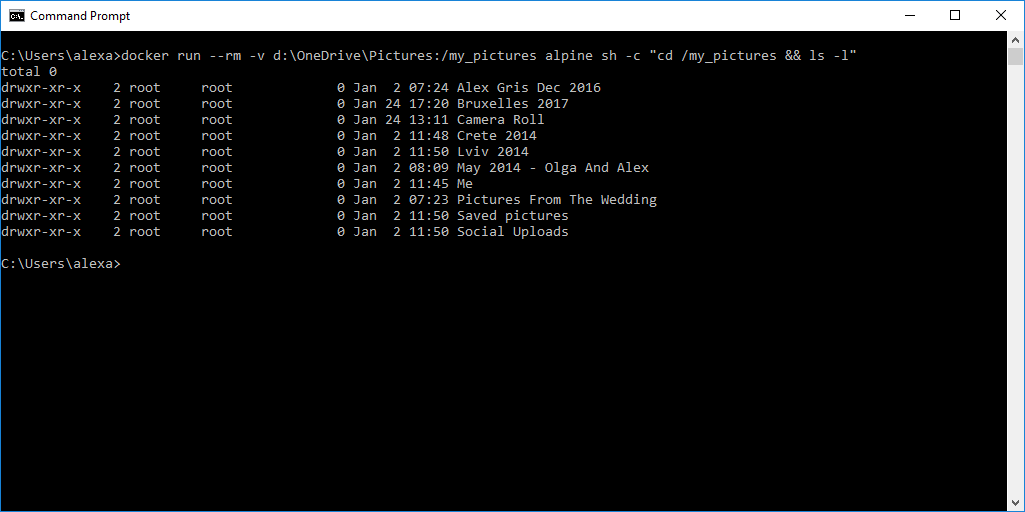 Command Prompt
C:\Users\alexa>docker run --rm -v d:\OneDrive\Pictures:/my_pictures alpine sh -c "cd /my_pictures && ls -l"
total 0
drwxr-xr-x    2 root     root             0 Jan  2 07:24 Alex Gris Dec 2016
drwxr-xr-x    2 root     root             0 Jan 24 17:20 Bruxelles 2017
drwxr-xr-x    2 root     root             0 Jan 24 13:11 Camera Roll
drwxr-xr-x    2 root     root             0 Jan  2 11:48 Crete 2014
drwxr-xr-x    2 root     root             0 Jan  2 11:50 Lviv 2014
drwxr-xr-x    2 root     root             0 Jan  2 08:09 May 2014 - Olga And Alex
drwxr-xr-x    2 root     root             0 Jan  2 11:45 Me
drwxr-xr-x    2 root     root             0 Jan  2 07:23 Pictures From The Wedding
drwxr-xr-x    2 root     root             0 Jan  2 11:50 Saved pictures
drwxr-xr-x    2 root     root             0 Jan  2 11:50 Social Uploads
C:\Users\alexa>